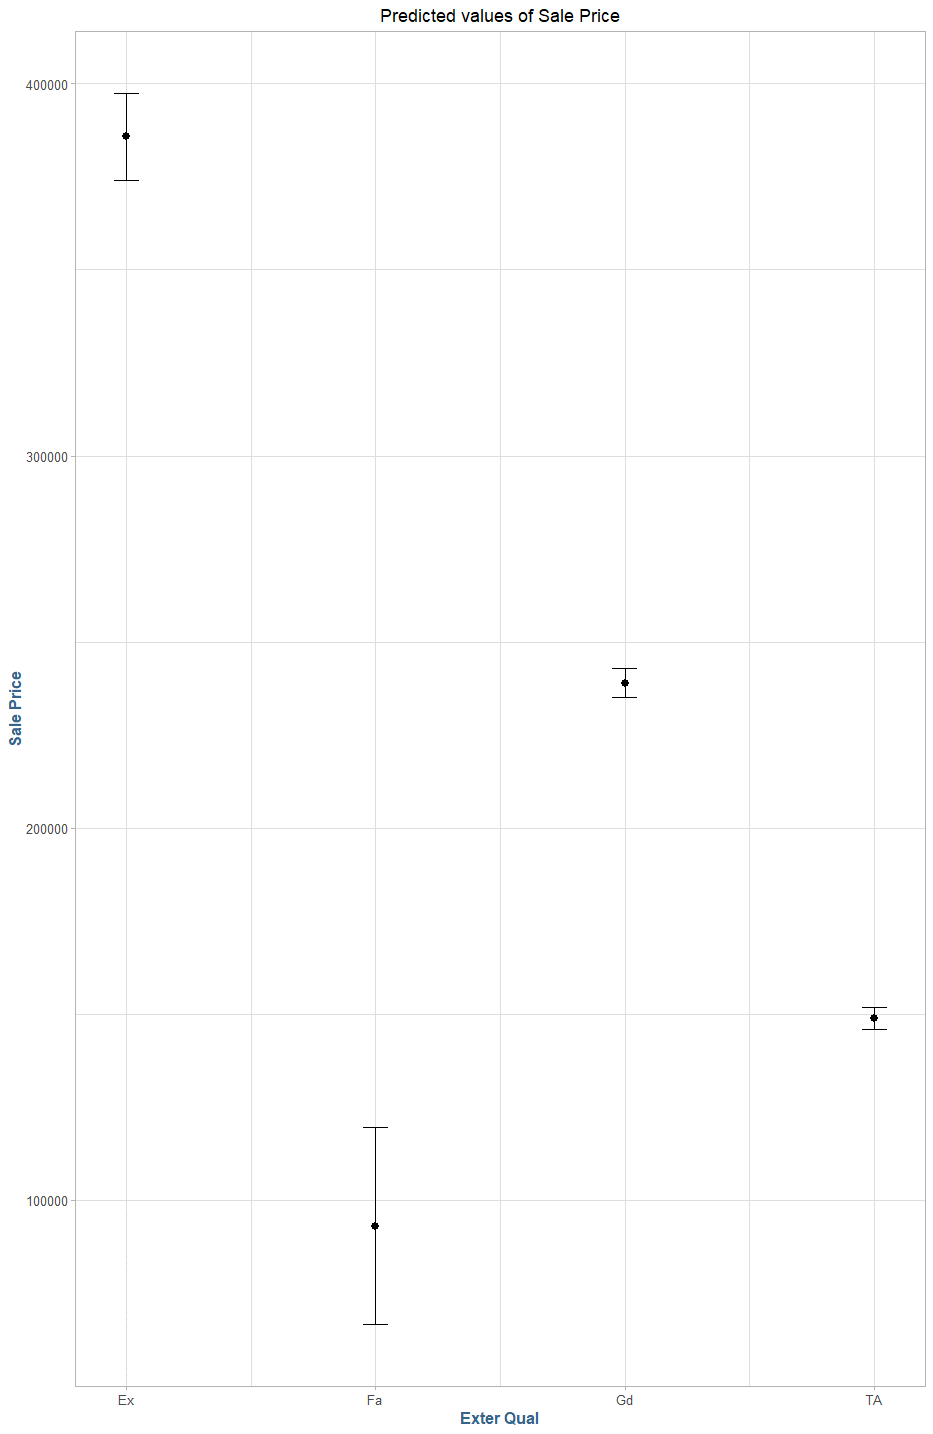 Predicted values of Sale Price
400000
300000
200000
100000
Sale Price
Ex
Fa
Gd
TA
Exter Qual